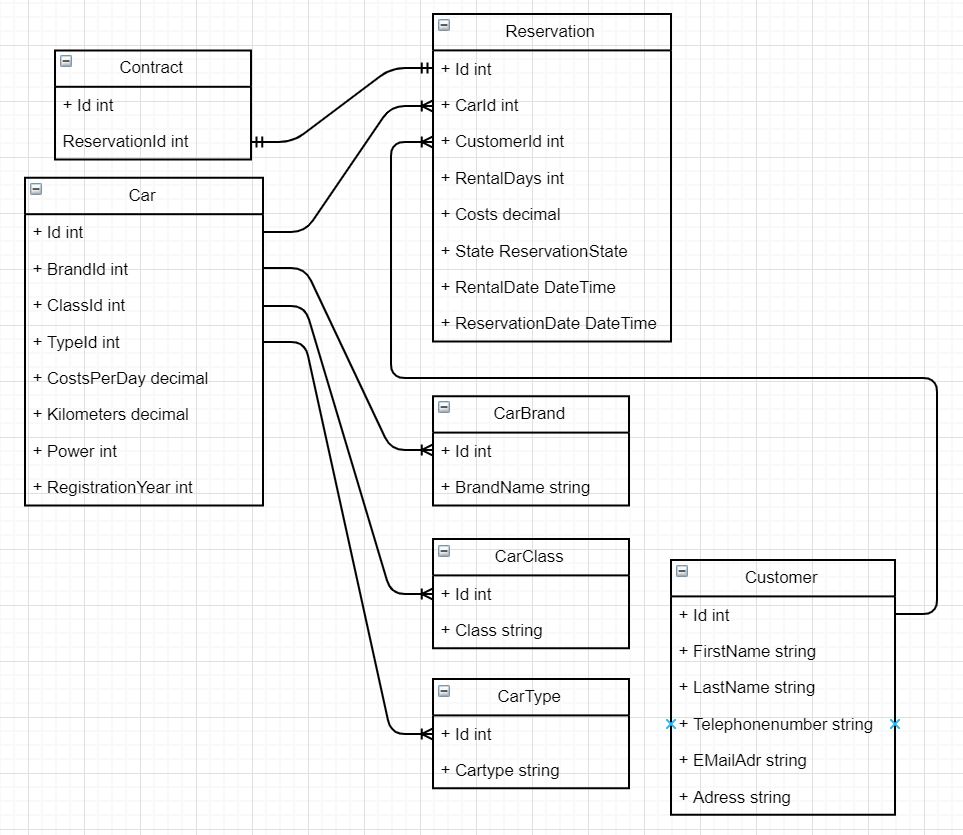 Contract
+ Id int
ReservationId int
Car
+ Id int
+ BrandId int
+ ClassId int
+ TypeId int
+ CostsPerDay decimal
+ Kilometers decimal
+ Power int
+ RegistrationYear int
Reservation
+ Id int
+ CarId int
+ CustomerId int
+ RentalDays int
+ Costs decimal
+ State ReservationState
+ RentalDate DateTime
+ ReservationDate DateTime
CarBrand
+ Id int
+ BrandName string
CarClass
+ Id int
+ Class string
CarType
+ Id int
+ Cartype string
Customer
+ Id int
+ FirstName string
+ LastName string
+ Telephonenumber string
+ EMailAdr string
+ Adress string